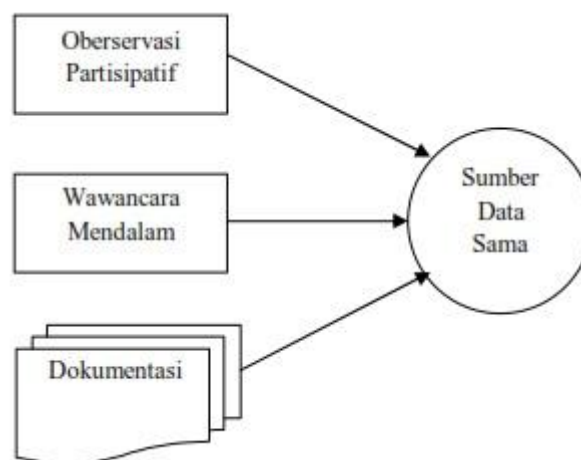 Oberservasi
Partisipatif
Wawancara
Mendalam
Dokumentasi
Sumber
Data
Sama